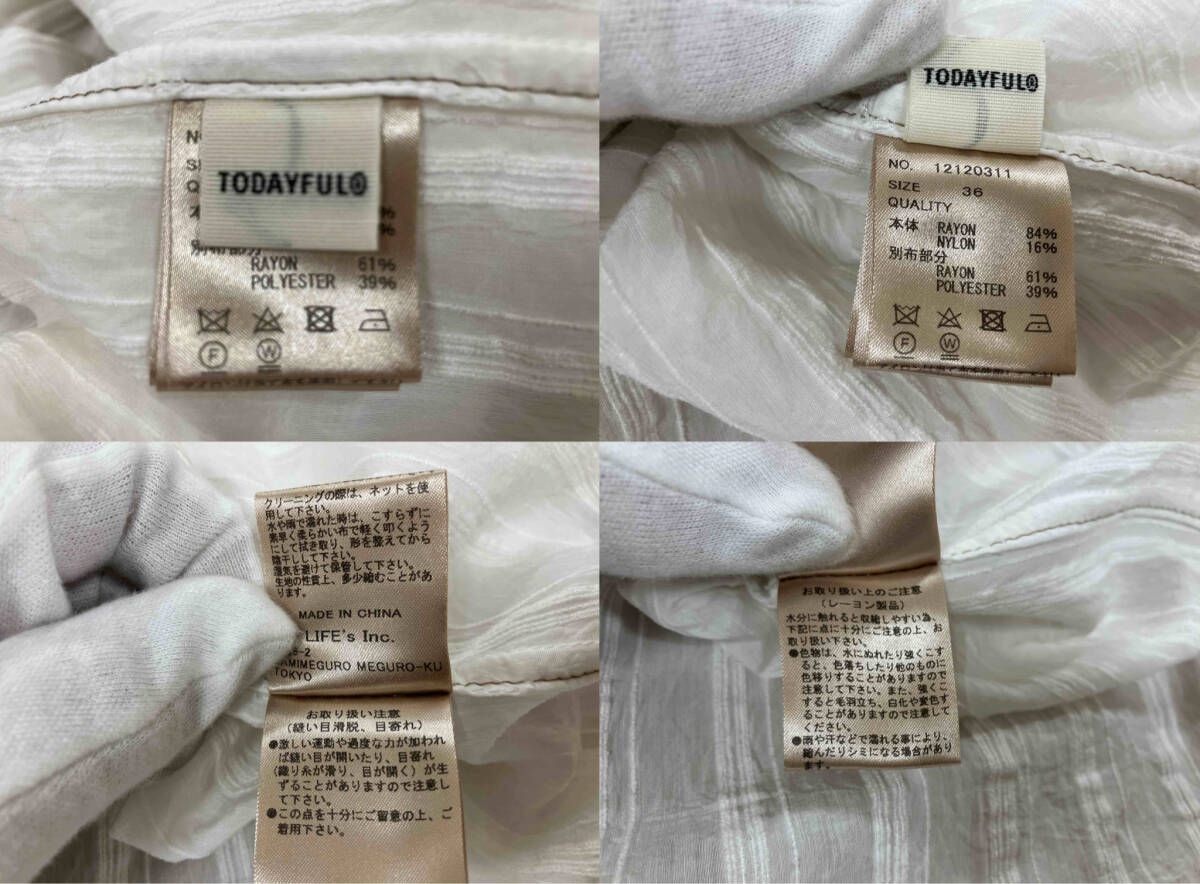 TODAYFUL®
RAYON 61%
POLYESTER 39%
F
W
TODAYFUL®
NO. 12120311
SIZE 36
QUALITY
本体 RAYON 84%
NYLON 16%
別布部分
RAYON 61%
POLYESTER 39%
F
W
クリーニングの際は、ネットを使
用して下さい。
水や雨で濡れた時は、こすらずに
素早く柔らかい布で軽く叩くよう
にして拭き取り、形を整えてから
陰干しして下さい。
湿気を避けて保管して下さい。
生地の性質上、多少縮むことがあ
ります。
MADE IN CHINA
LIFE's Inc.
-2
AMIMEGURO MEGURO-KU
TOKYO
お取り扱い注意
(縫い目滑脱、目寄れ)
●激しい運動や過度な力が加われ
ば縫い目が開いたり、目寄れ
(織り糸が滑り、目が開く)が生
ずることがありますので注意し
て下さい。
●この点を十分にご留意の上、ご
着用下さい。
お取り扱い上のご注意
(レーヨン製品)
水分に触れると収縮しやすい為、
下記に点に十分にご注意の上、お
取り扱い下さい。
●色物は、水にぬれたり強くこす
ると、色落ちしたり他のものに
色移りすることがありますので
注意して下さい。また、強くこ
すると毛羽立ち、白化や変色す
ることがありますのでご注意し
てください。
●雨や汗などで濡れる事により、
縮んだりシミになる場合があり
ます。